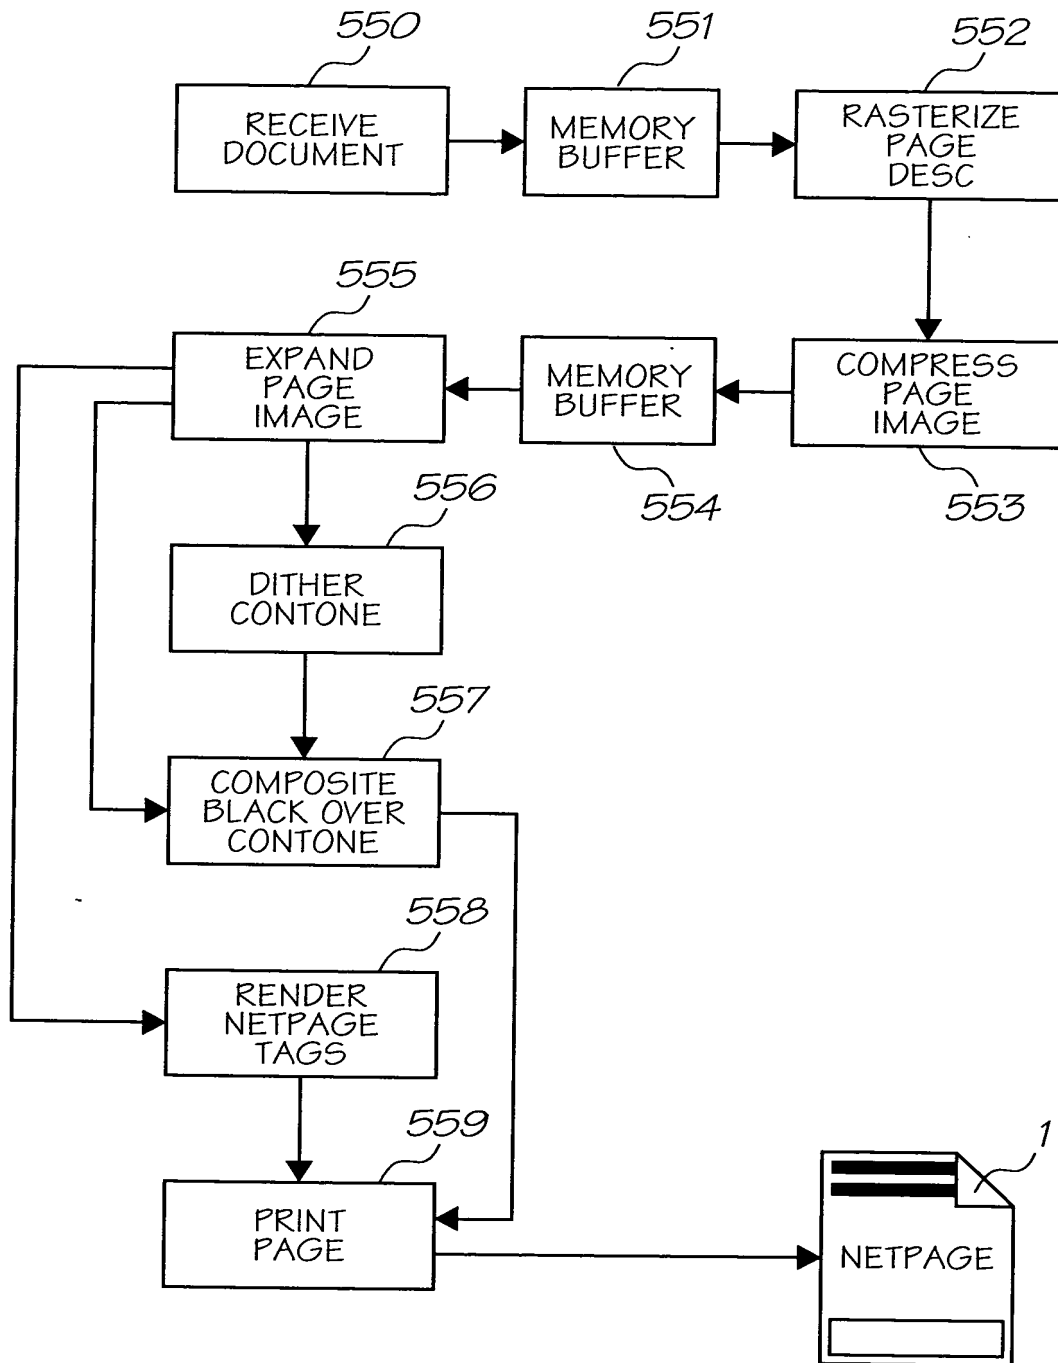 550
RECEIVE
DOCUMENT
551
MEMORY
BUFFER
552
RASTERIZE
PAGE
DESC
555
EXPAND
PAGE
IMAGE
MEMORY
BUFFER
554
COMPRESS
PAGE
IMAGE
553
556
DITHER
CONTONE
557
COMPOSITE
BLACK OVER
CONTONE
558
RENDER
NETPAGE
TAGS
559
PRINT
PAGE
1
NETPAGE